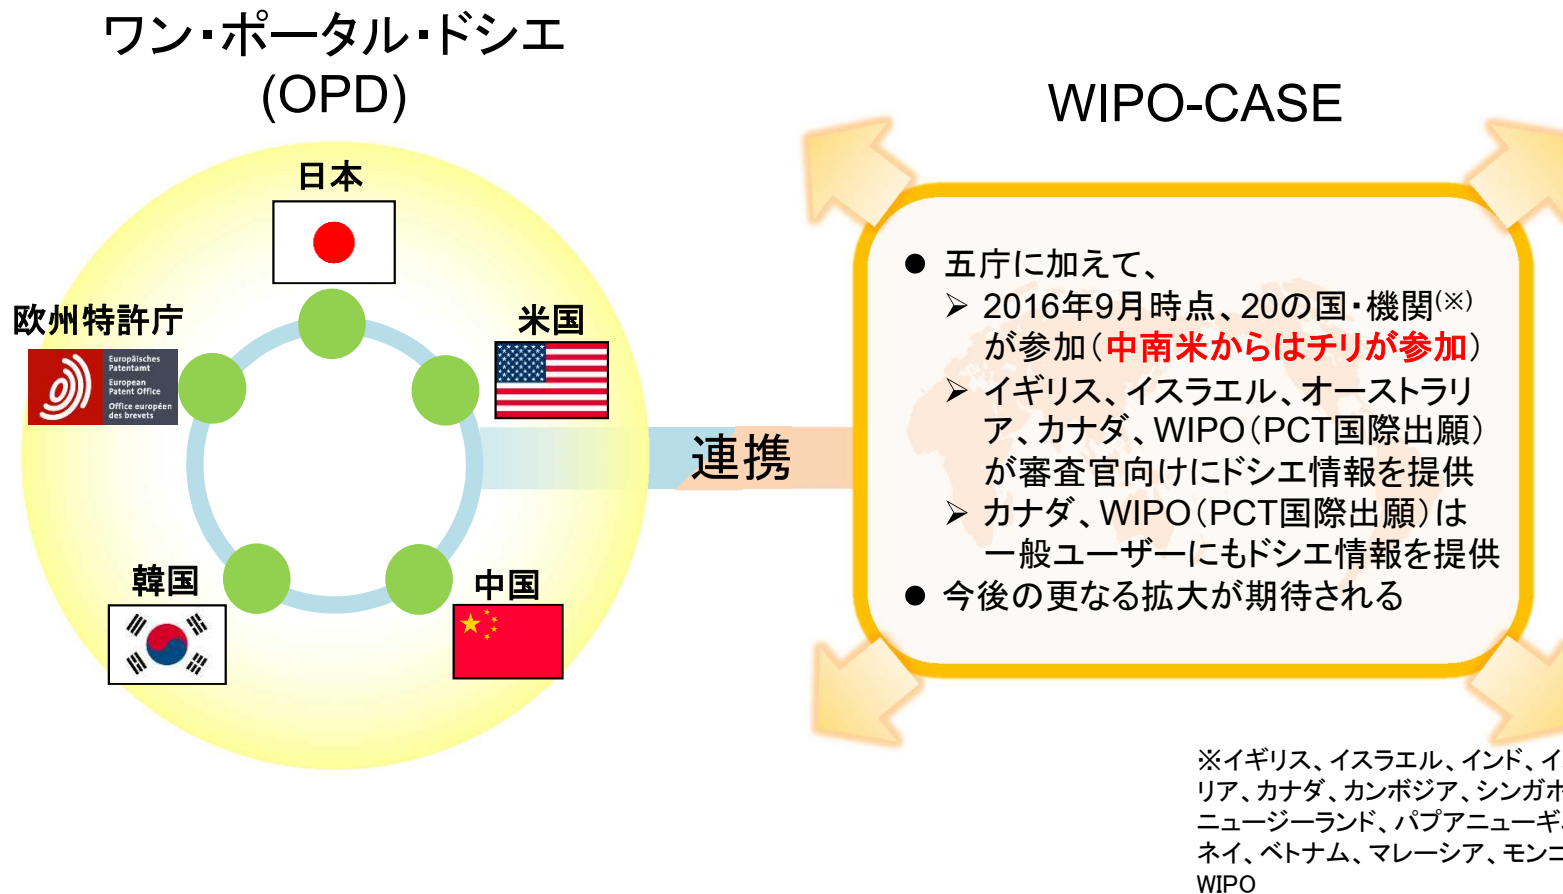 ワン・ポータル・ドシエ
(OPD)
日本
欧州特許庁
Europäisches
Patentamt
European
Patent Office
Office européen
des brevets
米国
韓国
中国
連携
WIPO-CASE
● 五庁に加えて、
➢ 2016年9月時点、20の国・機関(※)
が参加(中南米からはチリが参加)
➢ イギリス、イスラエル、オーストラリ
ア、カナダ、WIPO(PCT国際出願)
が審査官向けにドシエ情報を提供
➢ カナダ、WIPO(PCT国際出願)は
一般ユーザーにもドシエ情報を提供
● 今後の更なる拡大が期待される
※イギリス、イスラエル、インド、イ
リア、カナダ、カンボジア、シンガポ
ニュージーランド、パプアニューギ
ネイ、ベトナム、マレーシア、モンゴ
WIPO